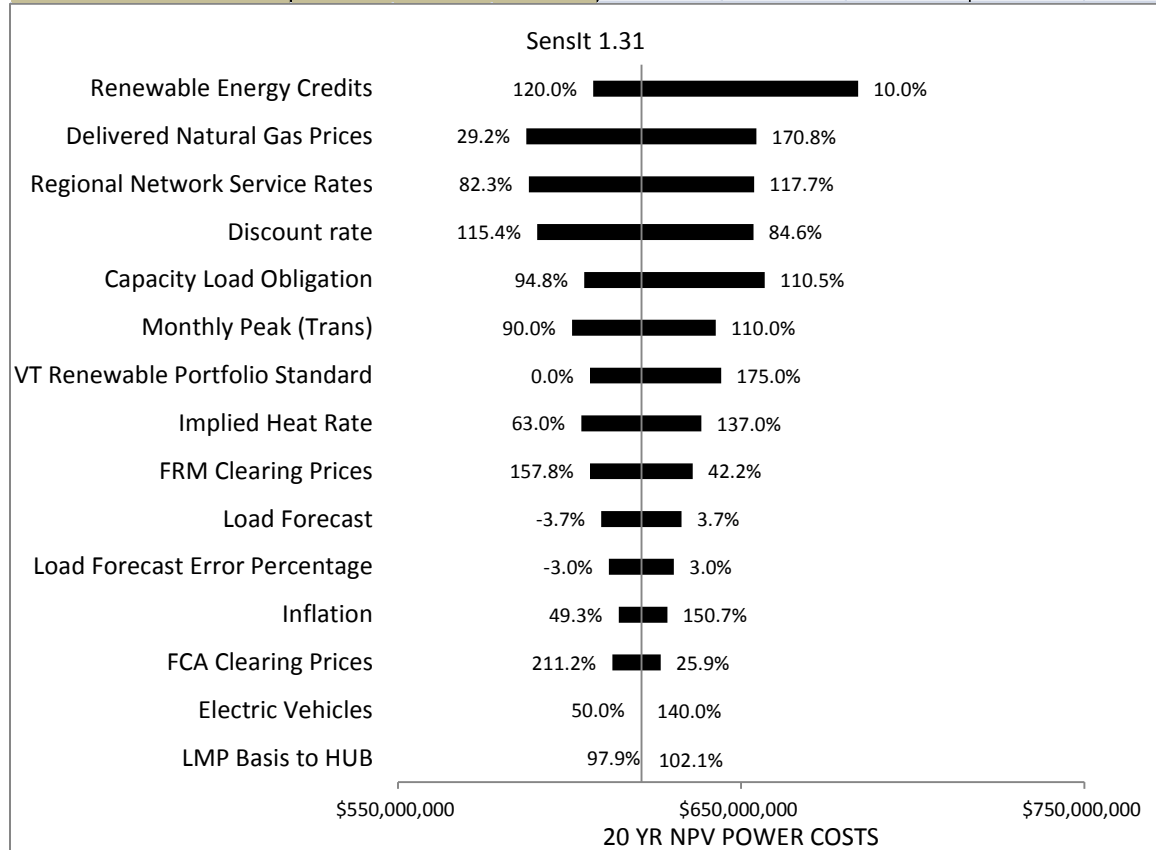 SensIt 1.31
Renewable Energy Credits 120.0% 10.0%
Delivered Natural Gas Prices 29.2% 170.8%
Regional Network Service Rates 82.3% 117.7%
Discount rate 115.4% 84.6%
Capacity Load Obligation 94.8% 110.5%
Monthly Peak (Trans) 90.0% 110.0%
VT Renewable Portfolio Standard 0.0% 175.0%
Implied Heat Rate 63.0% 137.0%
FRM Clearing Prices 157.8% 42.2%
Load Forecast -3.7% 3.7%
Load Forecast Error Percentage -3.0% 3.0%
Inflation 49.3% 150.7%
FCA Clearing Prices 211.2% 25.9%
Electric Vehicles 50.0% 140.0%
LMP Basis to HUB 97.9% 102.1%
$550,000,000 $650,000,000 $750,000,000
20 YR NPV POWER COSTS